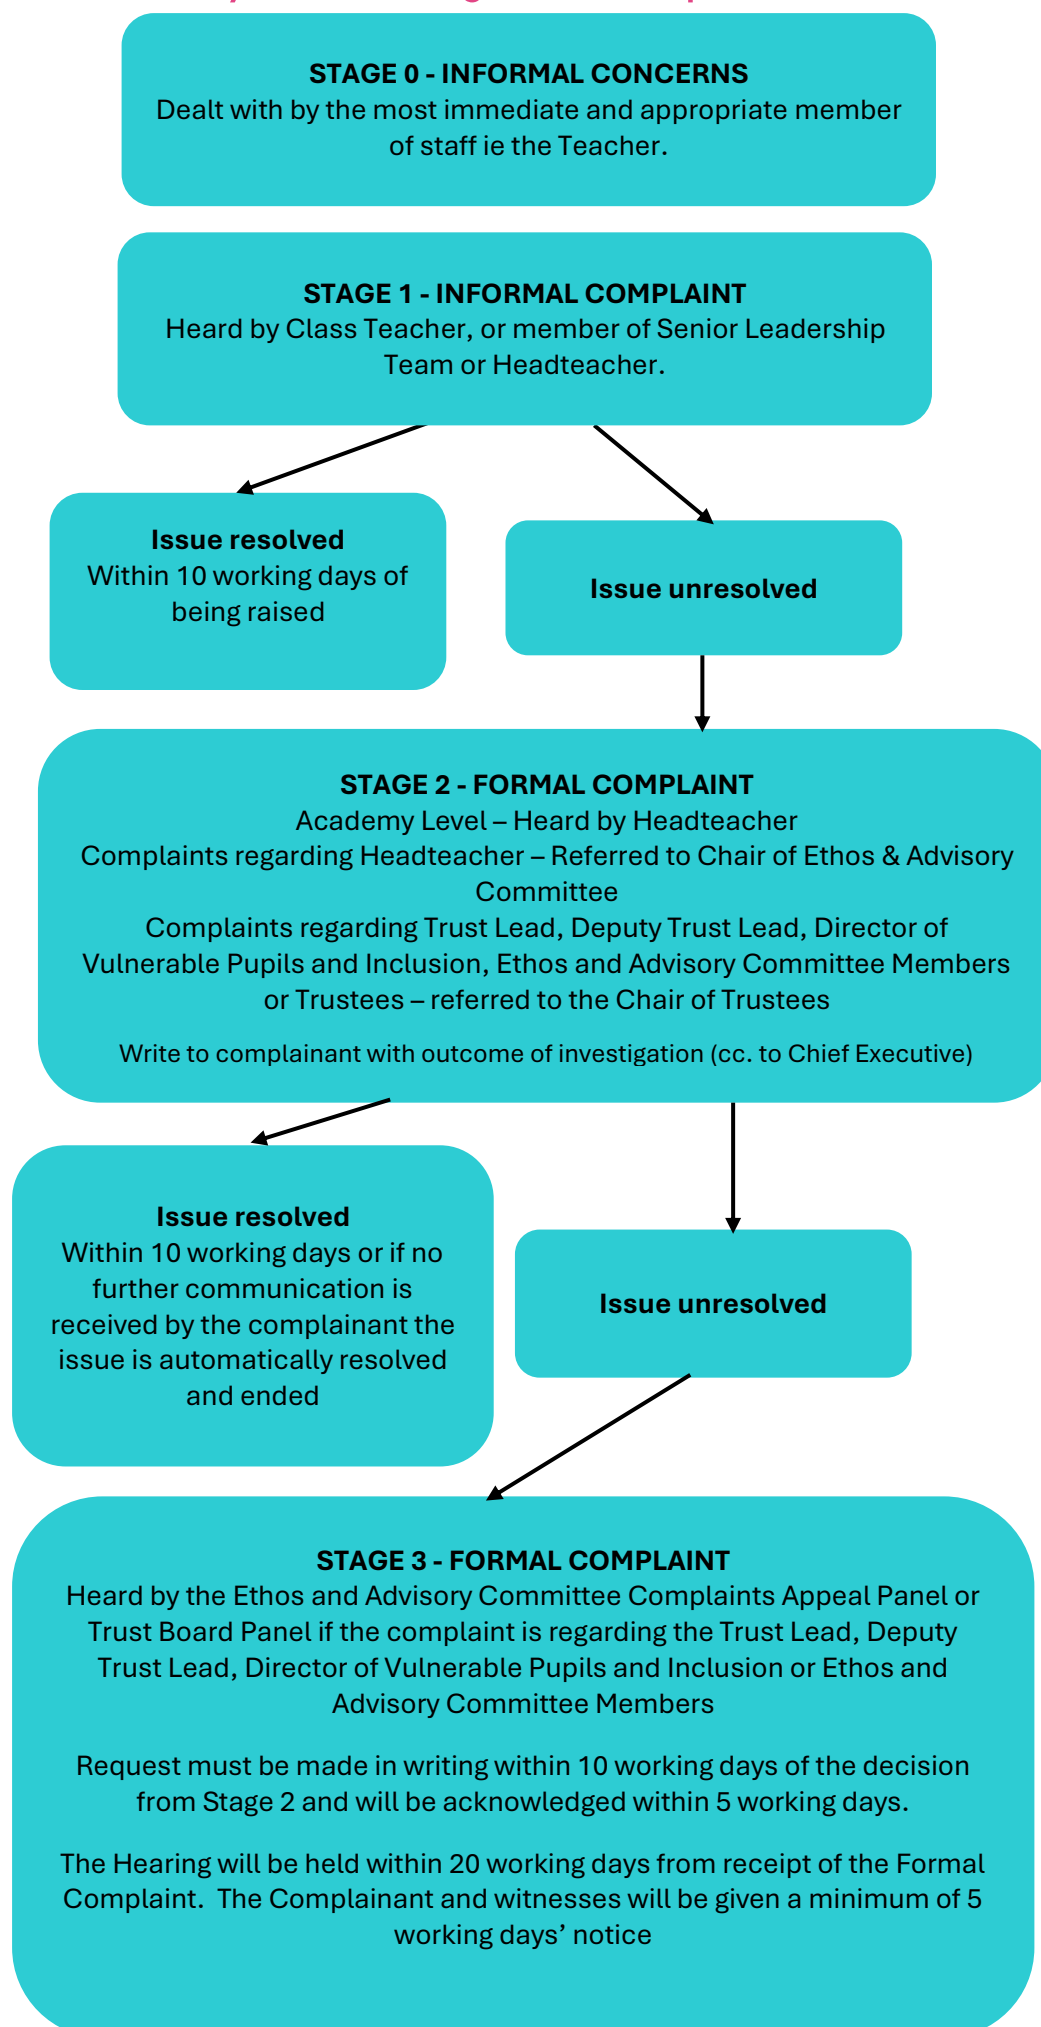 STAGE 0 - INFORMAL CONCERNS
Dealt with by the most immediate and appropriate member
of staff ie the Teacher.
STAGE 1 - INFORMAL COMPLAINT
Heard by Class Teacher, or member of Senior Leadership
Team or Headteacher.
Issue resolved
Within 10 working days of
being raised
Issue unresolved
STAGE 2 - FORMAL COMPLAINT
Academy Level – Heard by Headteacher
Complaints regarding Headteacher – Referred to Chair of Ethos & Advisory
Committee
Complaints regarding Trust Lead, Deputy Trust Lead, Director of
Vulnerable Pupils and Inclusion, Ethos and Advisory Committee Members
or Trustees – referred to the Chair of Trustees
Write to complainant with outcome of investigation (cc. to Chief Executive)
Issue resolved
Within 10 working days or if no
further communication is
received by the complainant the
issue is automatically resolved
and ended
Issue unresolved
STAGE 3 - FORMAL COMPLAINT
Heard by the Ethos and Advisory Committee Complaints Appeal Panel or
Trust Board Panel if the complaint is regarding the Trust Lead, Deputy
Trust Lead, Director of Vulnerable Pupils and Inclusion or Ethos and
Advisory Committee Members
Request must be made in writing within 10 working days of the decision
from Stage 2 and will be acknowledged within 5 working days.
The Hearing will be held within 20 working days from receipt of the Formal
Complaint.  The Complainant and witnesses will be given a minimum of 5
working days’ notice